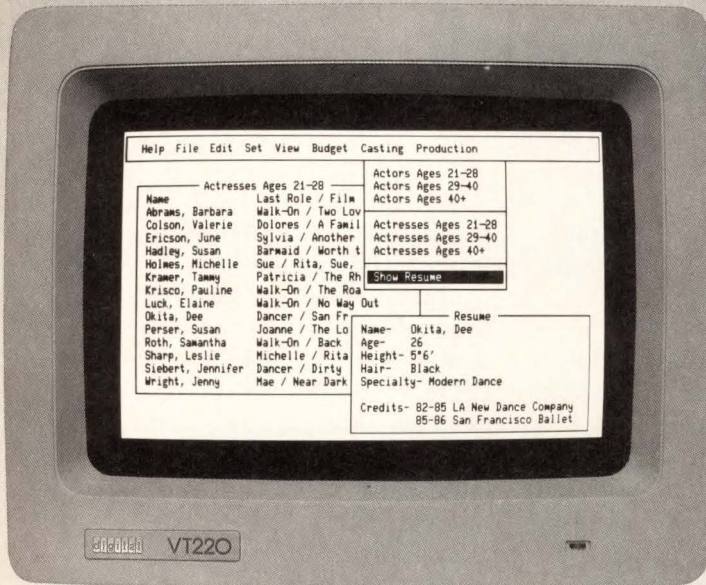 Help File Edit Set View Budget Casting Production
Actors Ages 21-28
Actors Ages 29-40
Actors Ages 40+
Actresses Ages 21-28
Actresses Ages 29-40
Actresses Ages 40+
Show Resume
Actresses Ages 21-28
Name Last Role / Film
Abrams, Barbara Walk-On / Two Lov
Colson, Valerie Dolores / A Famil
Ericson, June Sylvia / Another
Hadley, Susan Barmaid / Worth t
Holmes, Michelle Sue / Rita, Sue,
Kramer, Tammy Patricia / The Rh
Krisco, Pauline Walk-On / The Roa
Luck, Elaine Walk-On / No Way Out
Okita, Dee Dancer / San Fr
Perser, Susan Joanne / The Lo
Roth, Samantha Walk-On / Back
Sharp, Leslie Michelle / Rita
Siebert, Jennifer Dancer / Dirty
Wright, Jenny Mae / Near Dark
Resume
Name- Okita, Dee
Age- 26
Height- 5"6'
Hair- Black
Specialty- Modern Dance
Credits- 82-85 LA New Dance Company
85-86 San Francisco Ballet
digital VT220